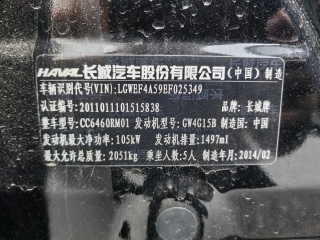 HAVAL 长城汽车股份有限公司(中国)制造
车辆识别代号(VIN):LGWEF4A59EF025349
认证编号:2011011101515838 品牌:长城牌
整车型号:CC6460RM01 发动机型号:GW4G15B 制造国:中国
发动机最大净功率:105kW 发动机排量:1497ml
最大允许总质量:2051kg 乘坐人数:5人 制造年月:2014/02